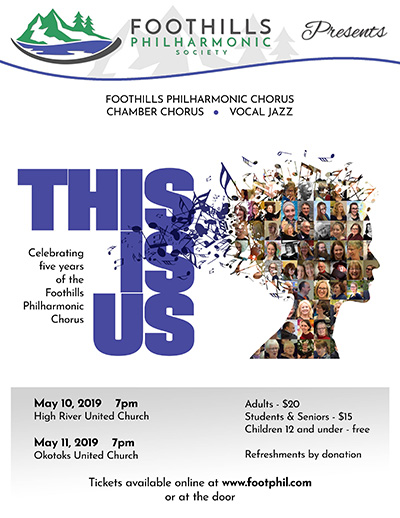 FOOTHILLS
PHILHARMONIC
SOCIETY
Presents
FOOTHILLS PHILHARMONIC CHORUS
CHAMBER CHORUS • VOCAL JAZZ
THIS
IS
US
Celebrating
five years
of the
Foothills
Philharmonic
Chorus
May 10, 2019 7pm
High River United Church
May 11, 2019 7pm
Okotoks United Church
Adults - $20
Students & Seniors - $15
Children 12 and under - free
Refreshments by donation
Tickets available online at www.footphil.com
or at the door